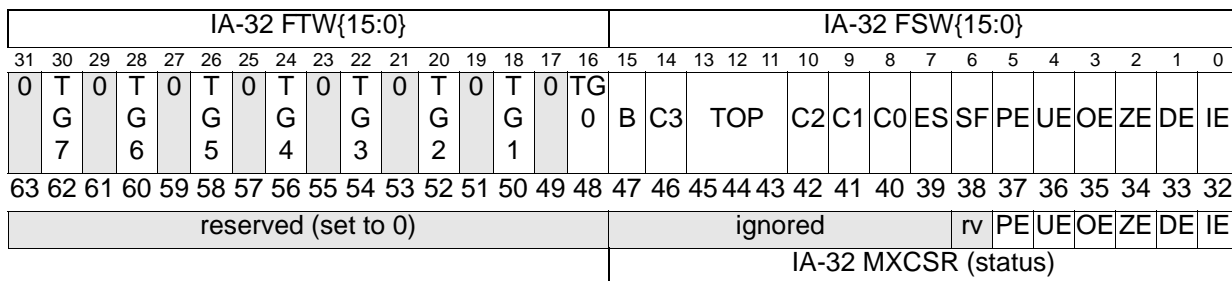 IA-32 FTW{15:0} IA-32 FSW{15:0}
31 30 29 28 27 26 25 24 23 22 21 20 19 18 17 16 15 14 13 12 11 10 9 8 7 6 5 4 3 2 1 0
0 T 0 T 0 T 0 T 0 T 0 T 0 T 0 TG
G G G G G G G 0 B C3 TOP C2 C1 C0 ES SF PE UE OE ZE DE IE
7 6 5 4 3 2 1
63 62 61 60 59 58 57 56 55 54 53 52 51 50 49 48 47 46 45 44 43 42 41 40 39 38 37 36 35 34 33 32
reserved (set to 0) ignored rv PE UE OE ZE DE IE
IA-32 MXCSR (status)